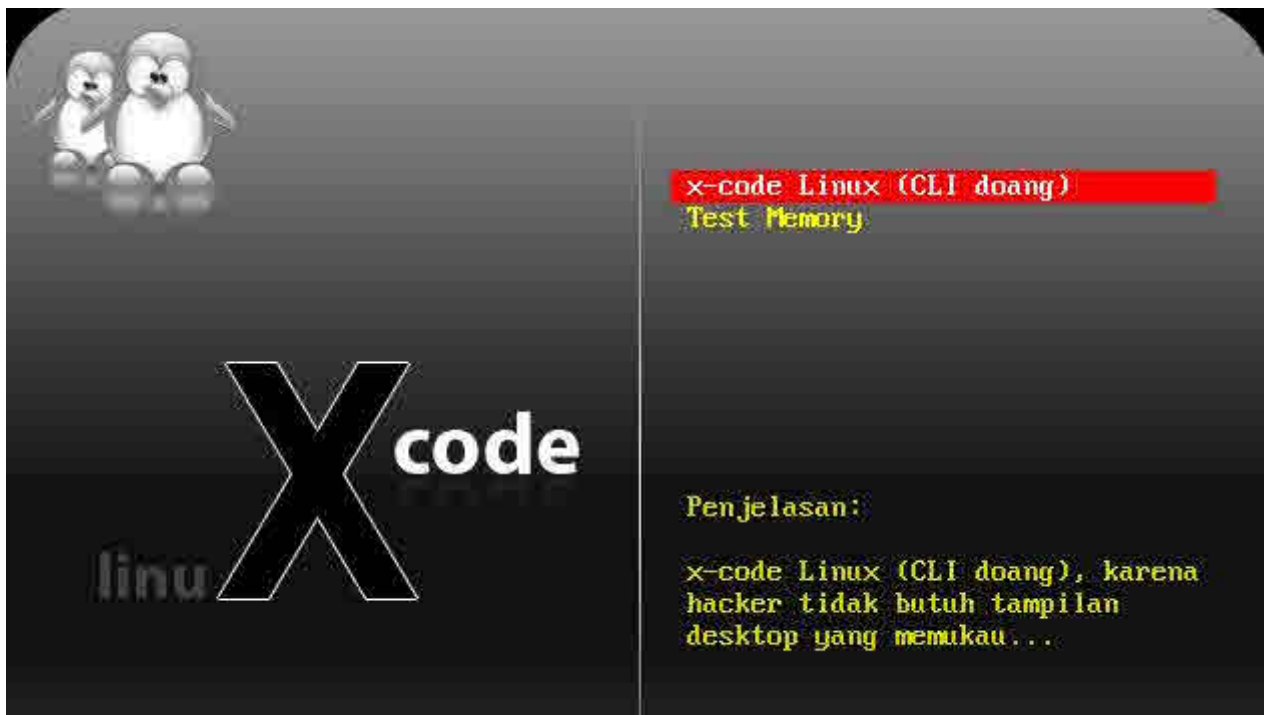 x-code Linux (CLI doang)
Test Memory
code
linu X
Penjelasan:
x-code Linux (CLI doang), karena
hacker tidak butuh tampilan
desktop yang memukau...